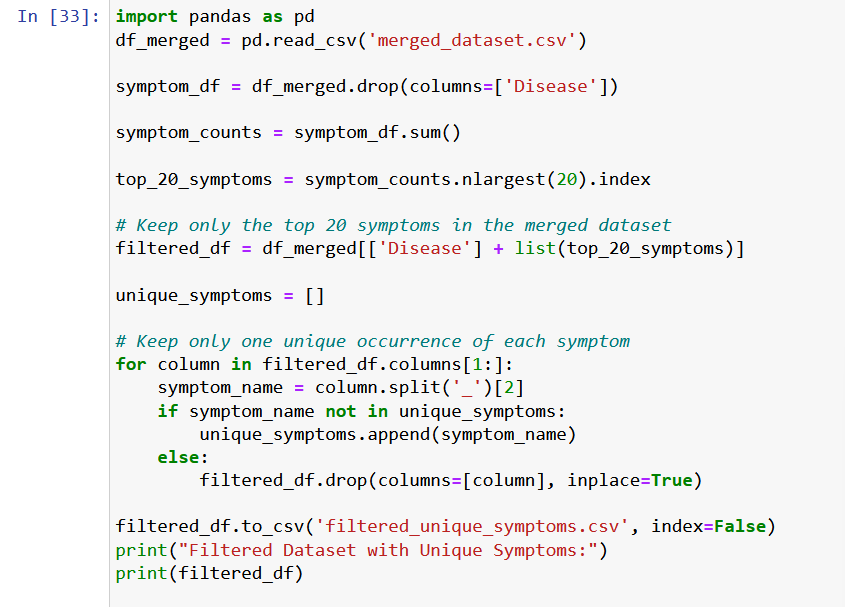 In [33]: import pandas as pd
df_merged = pd.read_csv('merged_dataset.csv')
symptom_df = df_merged.drop(columns=['Disease'])
symptom_counts = symptom_df.sum()
top_20_symptoms = symptom_counts.nlargest(20).index
# Keep only the top 20 symptoms in the merged dataset
filtered_df = df_merged[['Disease'] + list(top_20_symptoms)]
unique_symptoms = []
# Keep only one unique occurrence of each symptom
for column in filtered_df.columns[1:]:
    symptom_name = column.split('_')[2]
    if symptom_name not in unique_symptoms:
        unique_symptoms.append(symptom_name)
    else:
        filtered_df.drop(columns=[column], inplace=True)
filtered_df.to_csv('filtered_unique_symptoms.csv', index=False)
print("Filtered Dataset with Unique Symptoms:")
print(filtered_df)